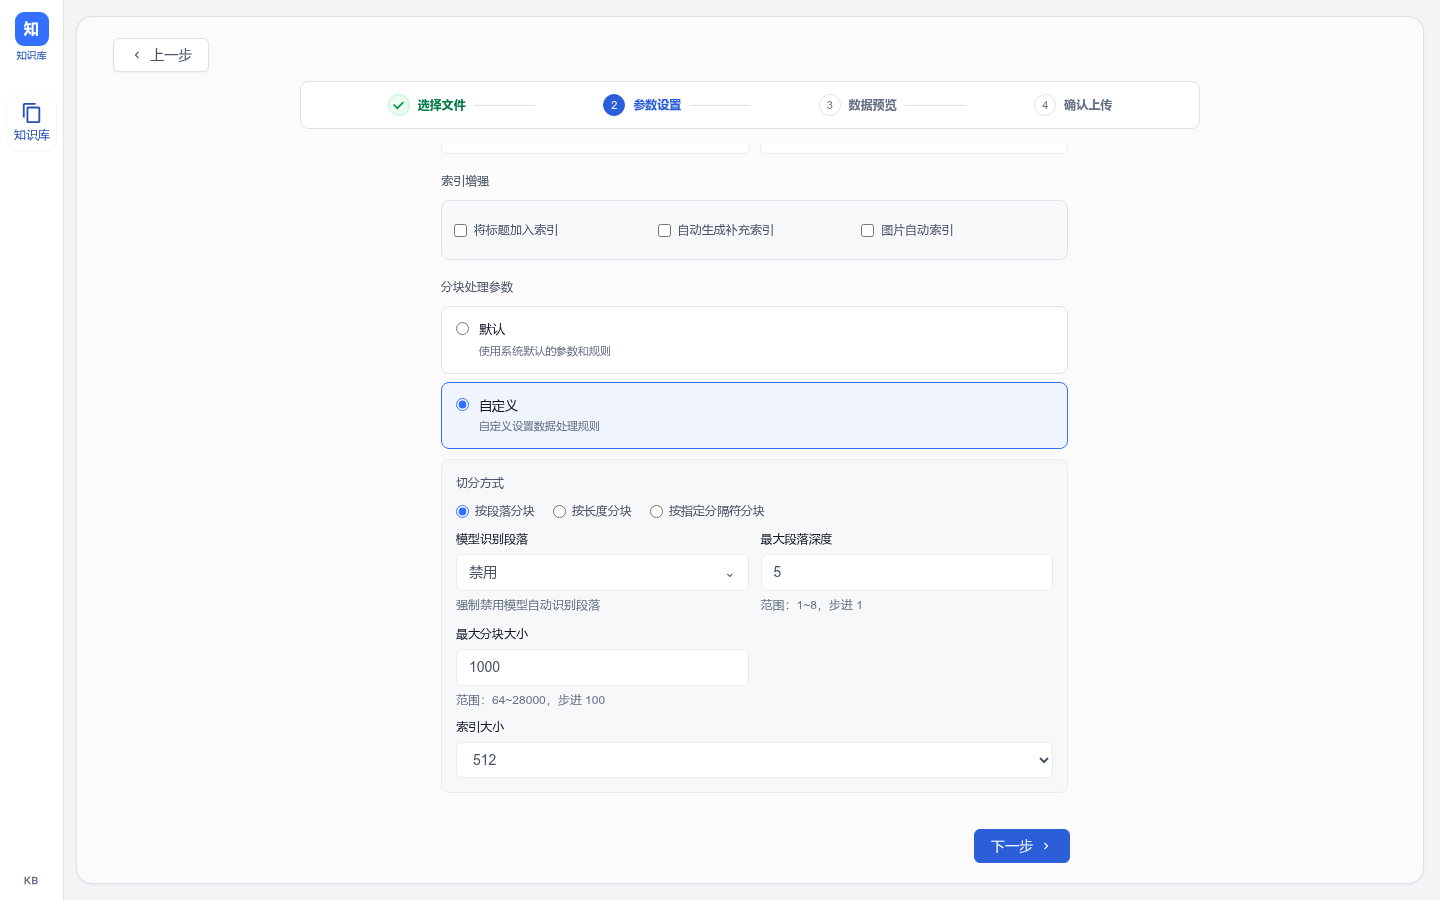 知
知识库
知识库
KB
上一步
选择文件
2 参数设置
3 数据预览
4 确认上传
索引增强
将标题加入索引 自动生成补充索引 图片自动索引
分块处理参数
默认
使用系统默认的参数和规则
自定义
自定义设置数据处理规则
切分方式
按段落分块 按长度分块 按指定分隔符分块
模型识别段落 最大段落深度
禁用 5
强制禁用模型自动识别段落 范围：1~8，步进 1
最大分块大小
1000
范围：64~28000，步进 100
索引大小
512
下一步